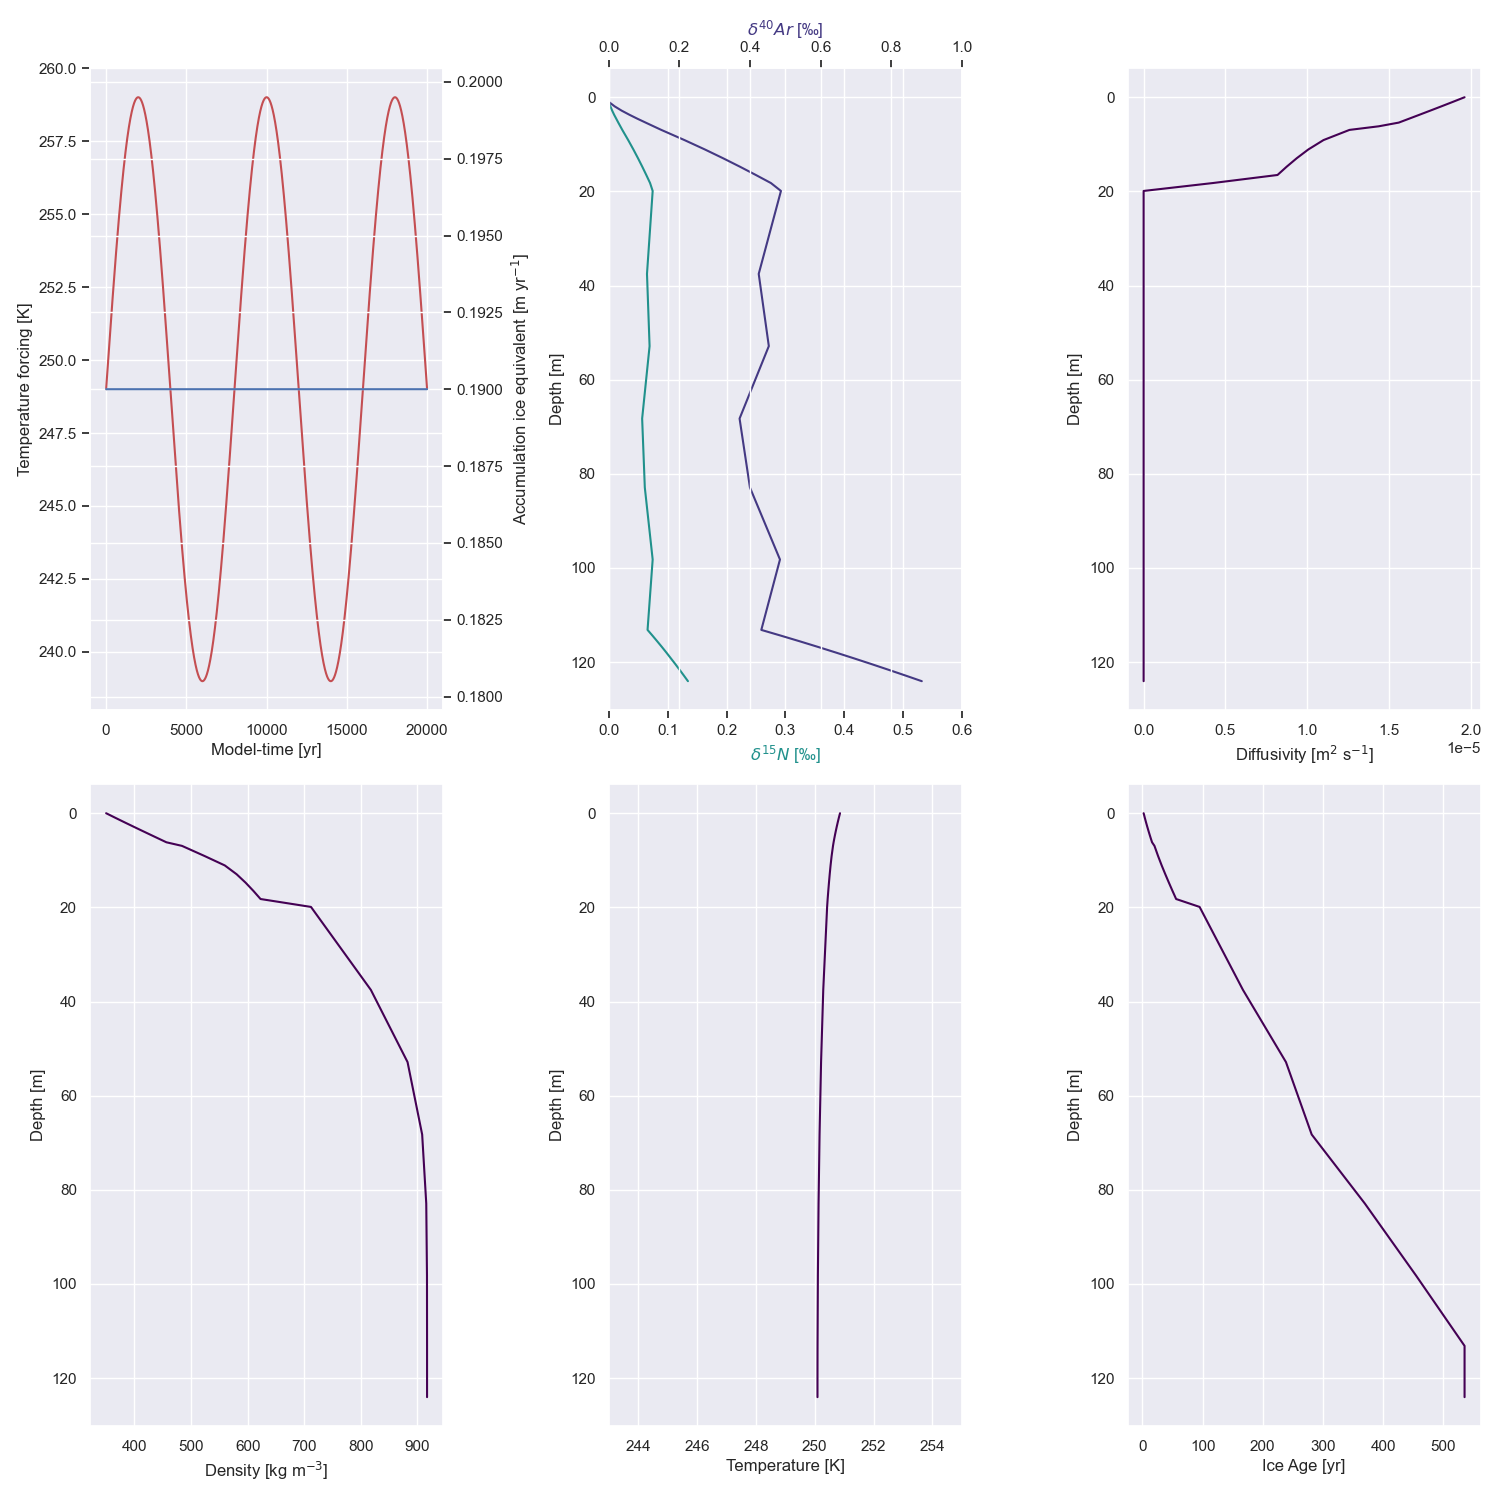 δ⁴⁰Ar [‰]
0.0 0.2 0.4 0.6 0.8 1.0
260.0
257.5
255.0
252.5
250.0
247.5
245.0
242.5
240.0
Temperature forcing [K]
0.2000
0.1975
0.1950
0.1925
0.1900
0.1875
0.1850
0.1825
0.1800
Accumulation ice equivalent [m yr⁻¹]
0 5000 10000 15000 20000
Model-time [yr]
0
20
40
60
80
100
120
Depth [m]
0.0 0.1 0.2 0.3 0.4 0.5 0.6
δ¹⁵N [‰]
0
20
40
60
80
100
120
Depth [m]
0.0 0.5 1.0 1.5 2.0
1e−5
Diffusivity [m² s⁻¹]
0
20
40
60
80
100
120
Depth [m]
400 500 600 700 800 900
Density [kg m⁻³]
0
20
40
60
80
100
120
Depth [m]
244 246 248 250 252 254
Temperature [K]
0
20
40
60
80
100
120
Depth [m]
0 100 200 300 400 500
Ice Age [yr]